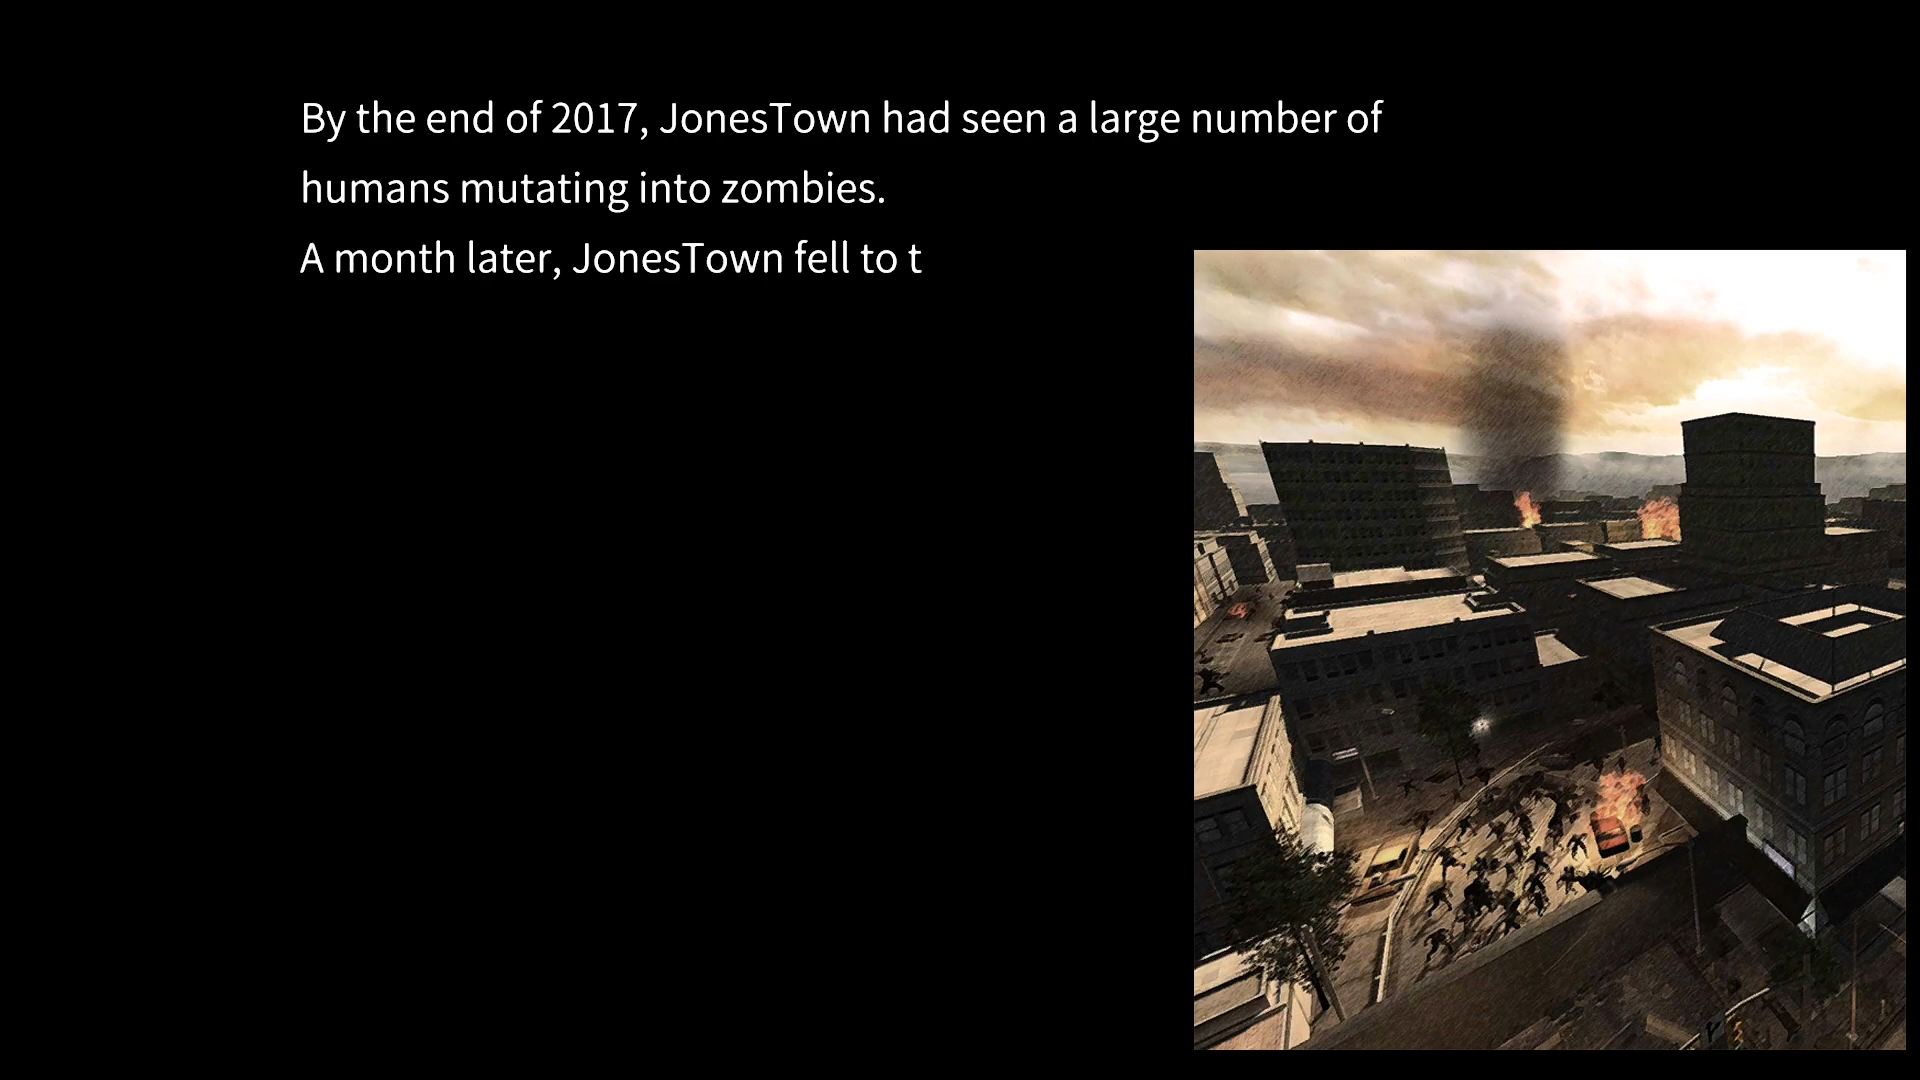 By the end of 2017, JonesTown had seen a large number of
humans mutating into zombies.
A month later, JonesTown fell to t